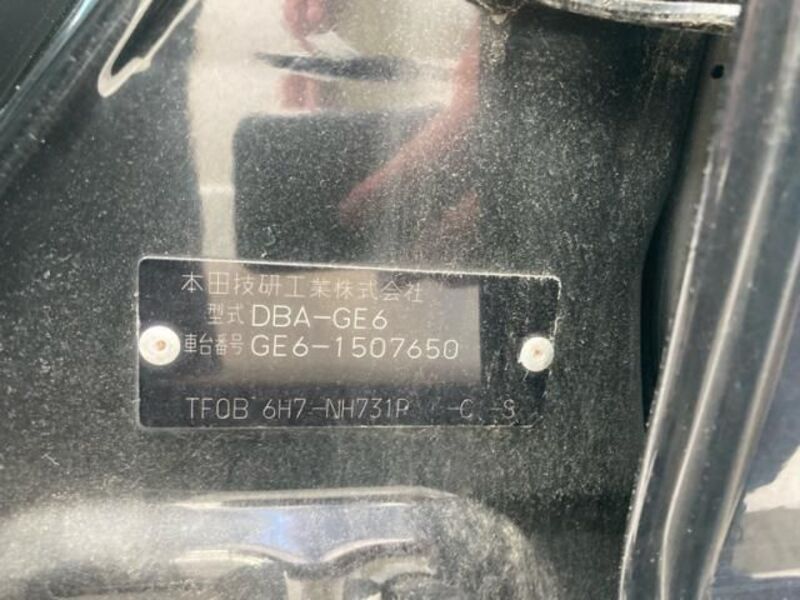 本田技研工業株式会社
型式 DBA-GE6
車台番号 GE6-1507650
TF0B 6H7-NH731P -C -S